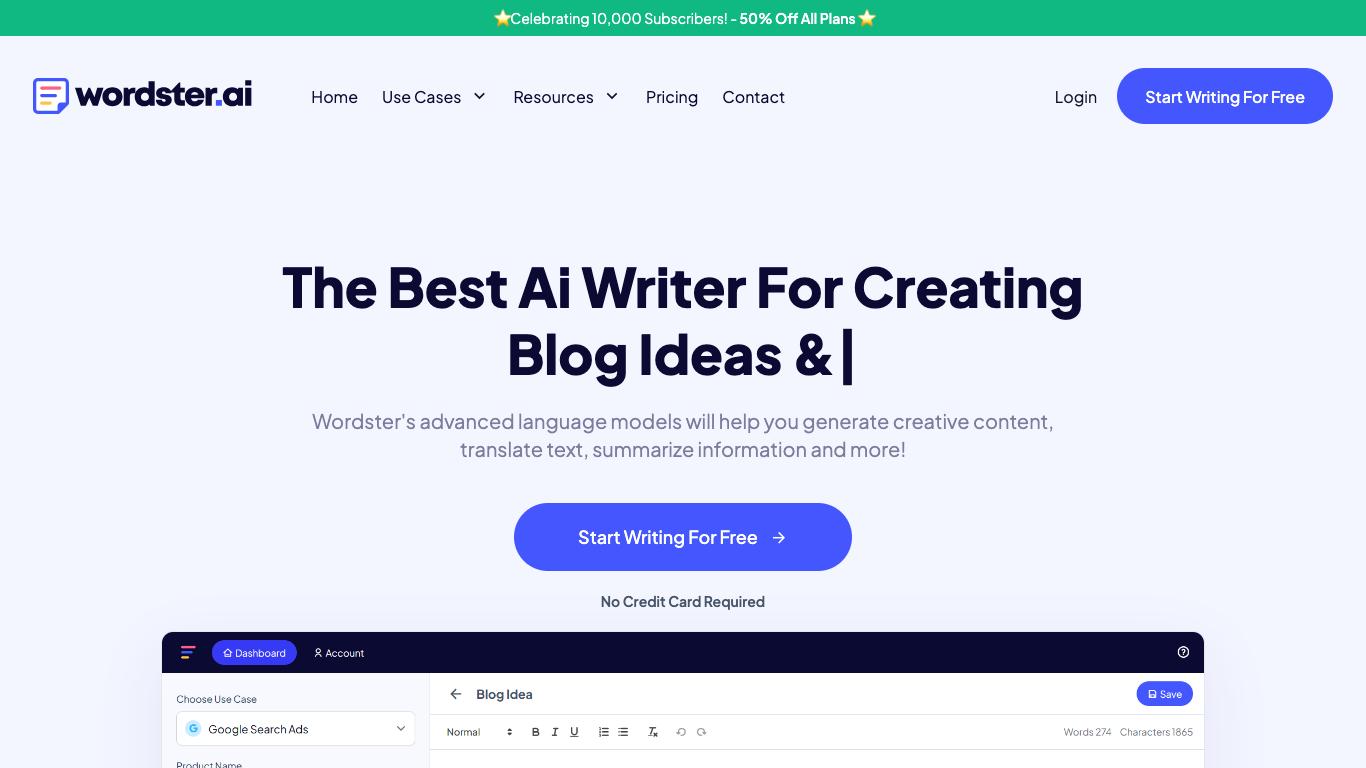 ⭐Celebrating 10,000 Subscribers! - 50% Off All Plans⭐
wordster.ai
Home Use Cases Resources Pricing Contact Login Start Writing For Free
The Best Ai Writer For Creating
Blog Ideas &|
Wordster's advanced language models will help you generate creative content,
translate text, summarize information and more!
Start Writing For Free →
No Credit Card Required
Dashboard Account
Choose Use Case
Blog Idea Save
G Google Search Ads
Normal B I U Words 274 Characters 1865
Product Name